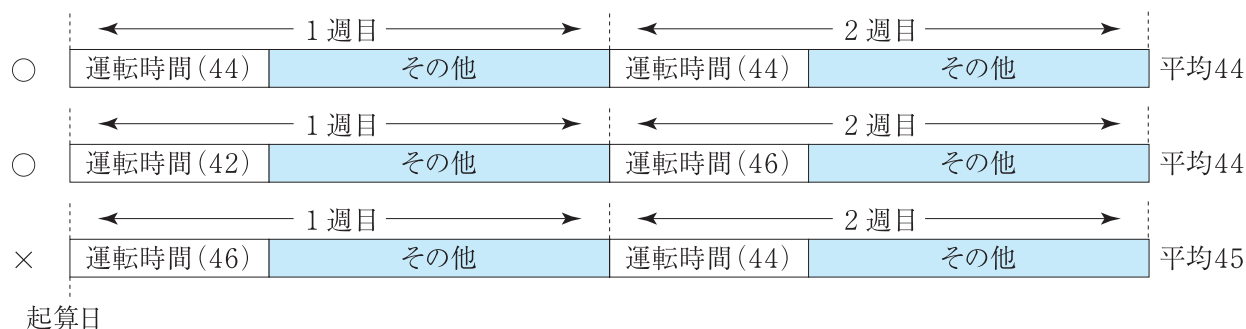 1週目 2週目
○ 運転時間(44) その他 運転時間(44) その他 平均44
1週目 2週目
○ 運転時間(42) その他 運転時間(46) その他 平均44
1週目 2週目
× 運転時間(46) その他 運転時間(44) その他 平均45
起算日